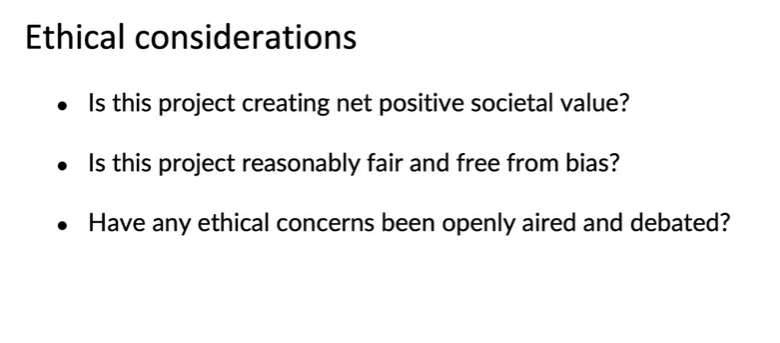 Ethical considerations
• Is this project creating net positive societal value?
• Is this project reasonably fair and free from bias?
• Have any ethical concerns been openly aired and debated?